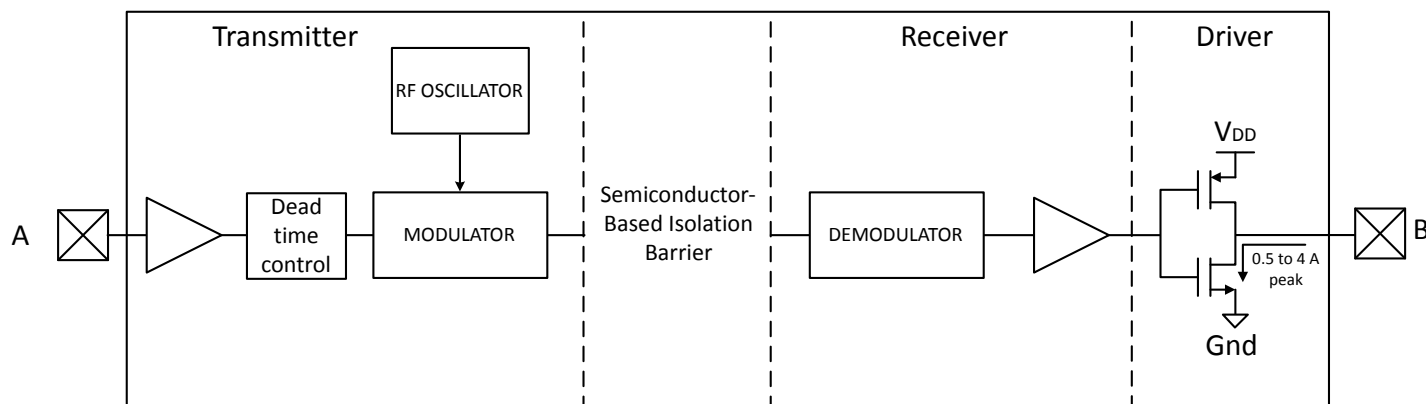 Transmitter
Receiver
Driver
RF OSCILLATOR
VDD
A
Dead
time
control
MODULATOR
Semiconductor-
Based Isolation
Barrier
DEMODULATOR
0.5 to 4 A
peak
B
Gnd